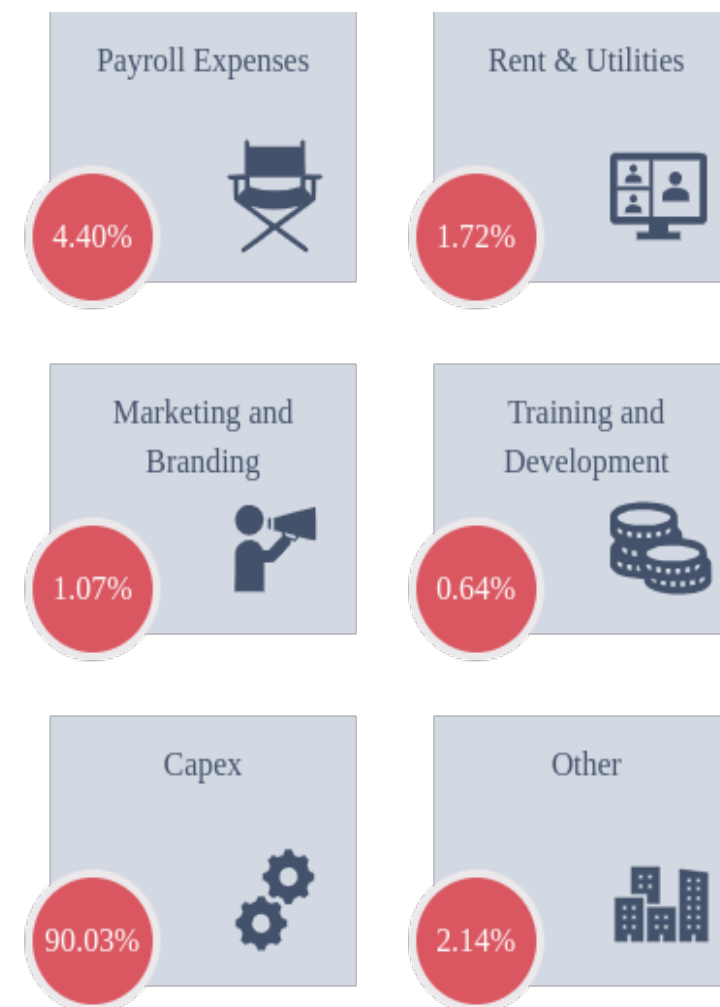 Payroll Expenses
4.40%
Rent & Utilities
1.72%
Marketing and
Branding
1.07%
Training and
Development
0.64%
Capex
90.03%
Other
2.14%